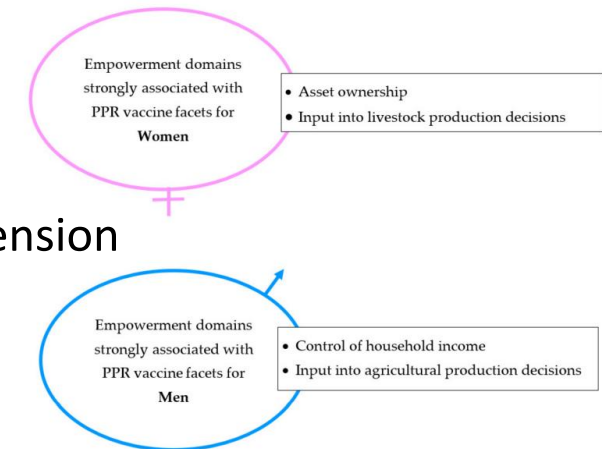 Empowerment domains
strongly associated with
PPR vaccine facets for
Women
• Asset ownership
• Input into livestock production decisions
ension
Empowerment domains
strongly associated with
PPR vaccine facets for
Men
• Control of household income
• Input into agricultural production decisions